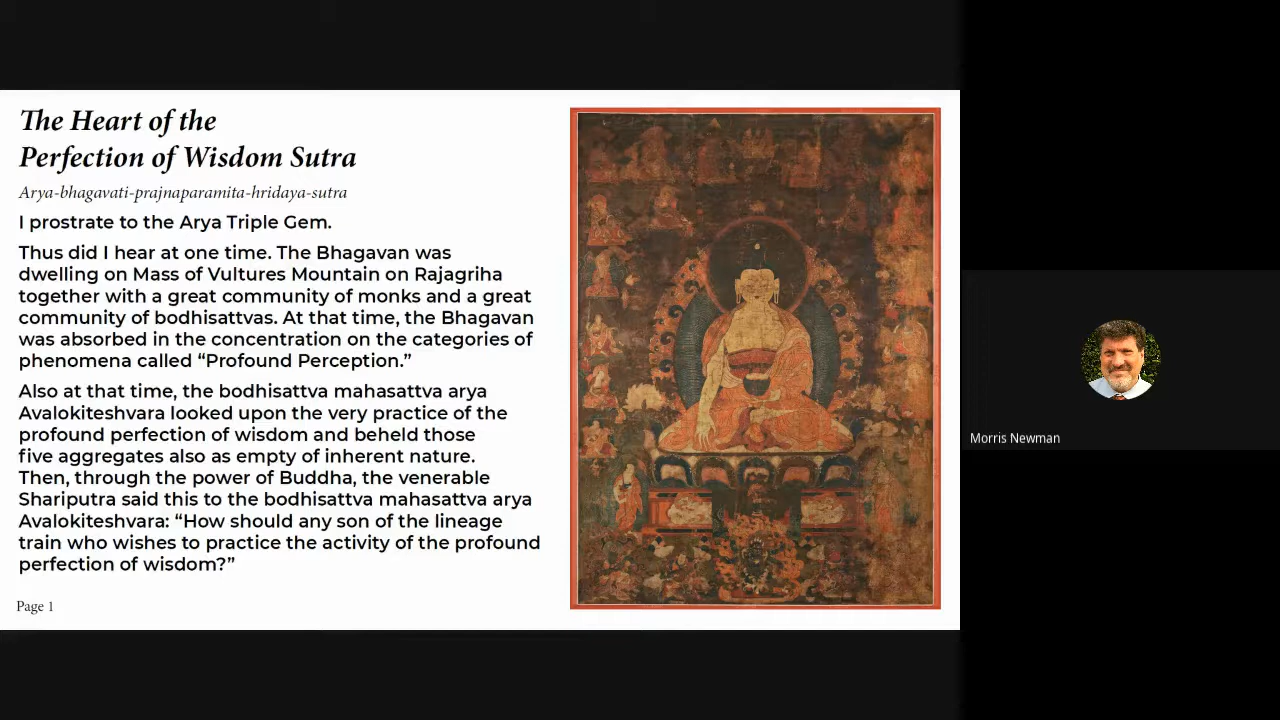 The Heart of the
Perfection of Wisdom Sutra
Arya-bhagavati-prajnaparamita-hridaya-sutra
I prostrate to the Arya Triple Gem.
Thus did I hear at one time. The Bhagavan was
dwelling on Mass of Vultures Mountain on Rajagriha
together with a great community of monks and a great
community of bodhisattvas. At that time, the Bhagavan
was absorbed in the concentration on the categories of
phenomena called “Profound Perception.”
Also at that time, the bodhisattva mahasattva arya
Avalokiteshvara looked upon the very practice of the
profound perfection of wisdom and beheld those
five aggregates also as empty of inherent nature.
Then, through the power of Buddha, the venerable
Shariputra said this to the bodhisattva mahasattva arya
Avalokiteshvara: “How should any son of the lineage
train who wishes to practice the activity of the profound
perfection of wisdom?”
Page 1
Morris Newman